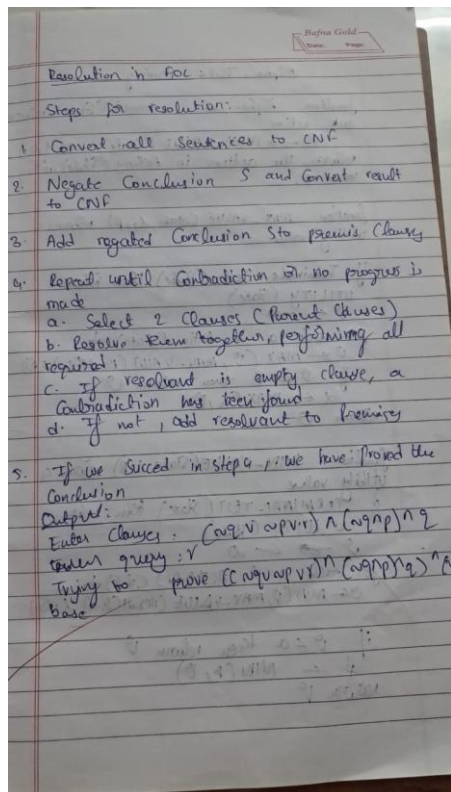 Bafna Gold
Date: Page:
Resolution in FOL
Steps for resolution:
1. Convert all Sentences to CNF
2. Negate Conclusion S and Convert result
to CNF
3. Add negated Conclusion S to premis Clauses
4. Repeat until Contradiction or no progress is
made
a. Select 2 Clauses (Parent Clauses)
b. Resolve them together, performing all
required
c. If resolvant is empty clause, a
Contradiction has been found
d. If not, add resolvant to Premises
5. If we Succed in Step 4, we have proved the
Conclusion
Output:
Enter Clauses: (~q v ~p v r) ^ (~q ^ p) ^ q
query: r
Trying to prove ((~q v ~p v r) ^ (~q ^ p) ^ q) ^ (
base